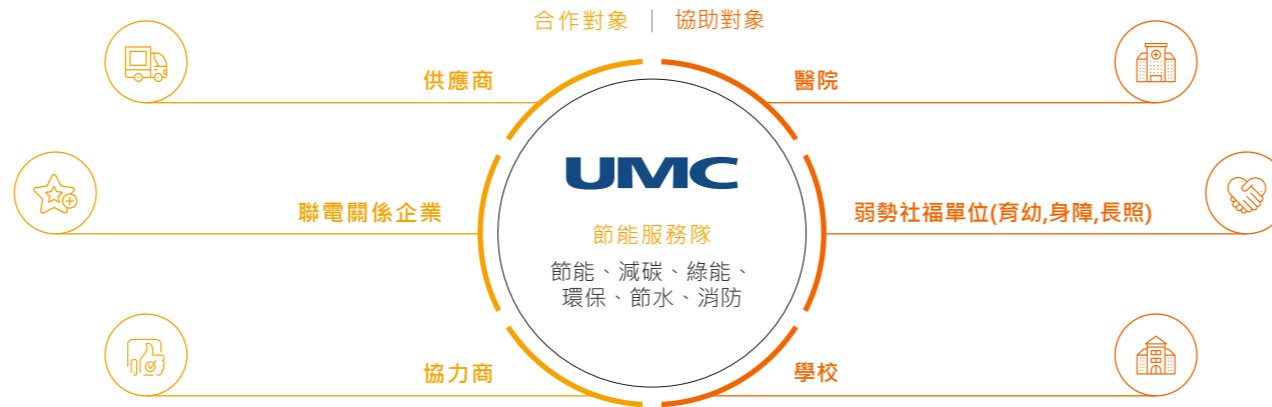 合作對象 | 協助對象
供應商
醫院
UMC
聯電關係企業
弱勢社福單位(育幼,身障,長照)
節能服務隊
節能、減碳、綠能、
環保、節水、消防
協力商
學校